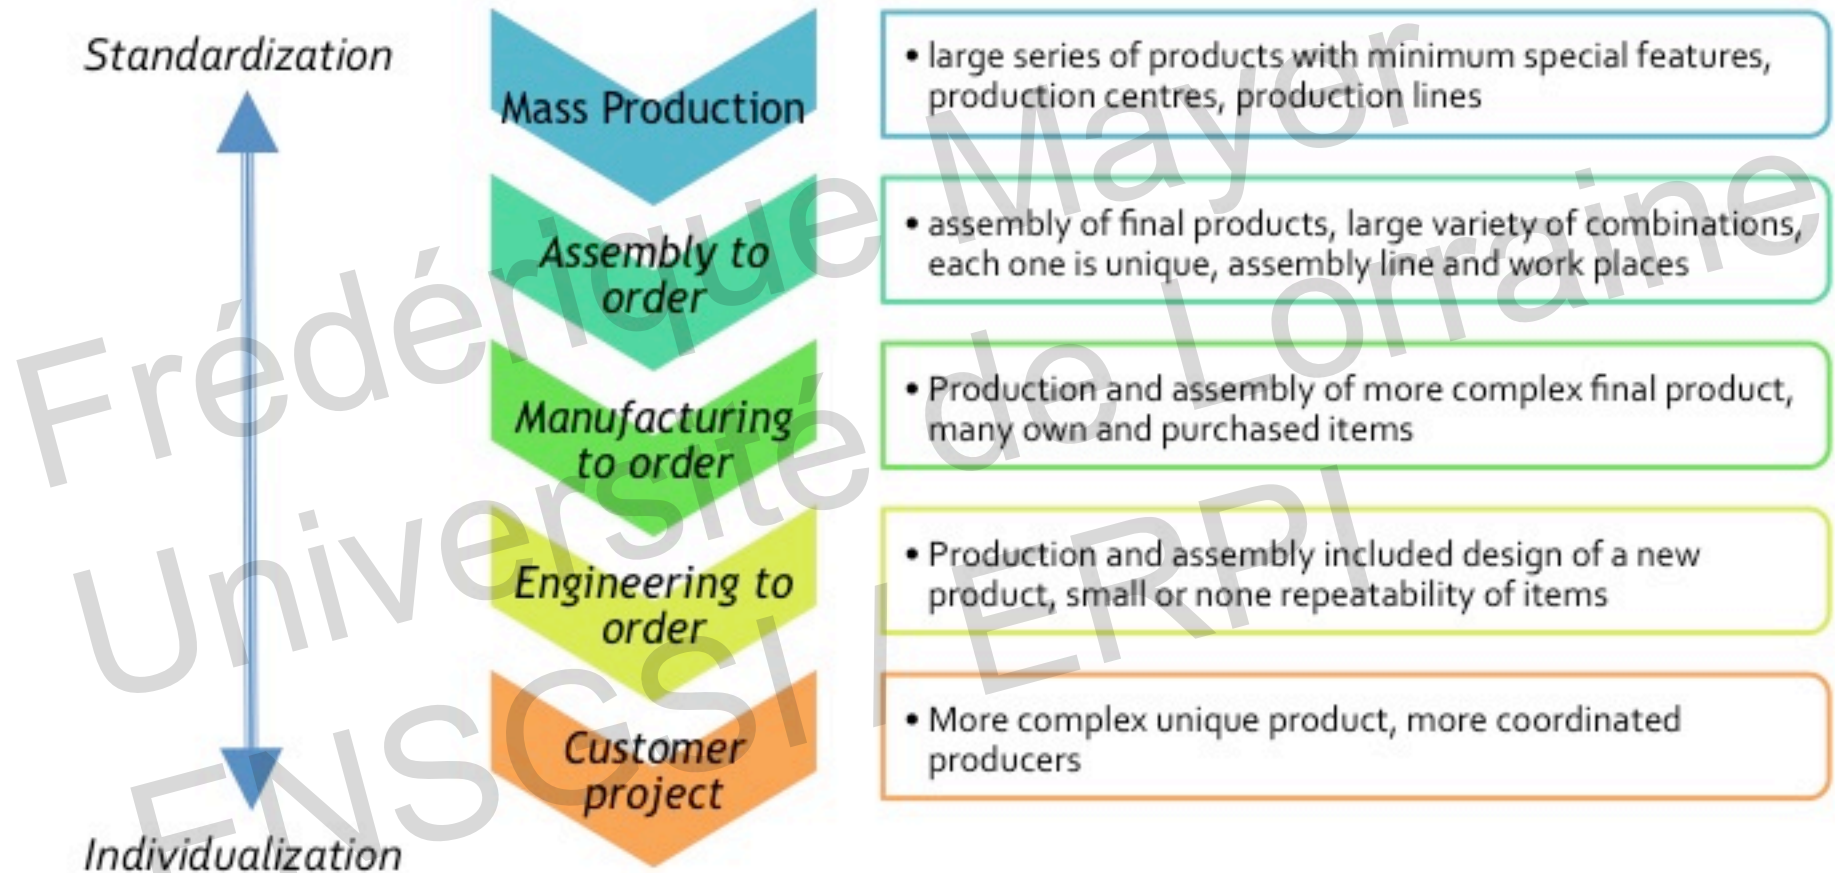 Standardization
Mass Production
• large series of products with minimum special features,
production centres, production lines
Assembly to
order
• assembly of final products, large variety of combinations,
each one is unique, assembly line and work places
Manufacturing
to order
• Production and assembly of more complex final product,
many own and purchased items
Engineering to
order
• Production and assembly included design of a new
product, small or none repeatability of items
Customer
project
• More complex unique product, more coordinated
producers
Individualization
Frédérique Mayer
Université de Lorraine
ENSGSI / ERPI